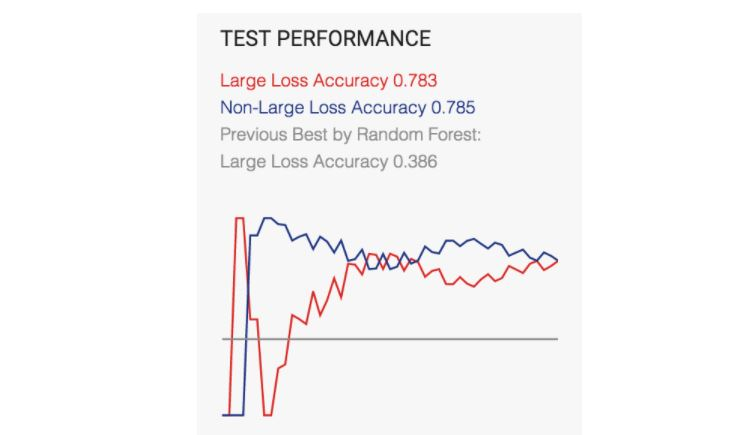 TEST PERFORMANCE
Large Loss Accuracy 0.783
Non-Large Loss Accuracy 0.785
Previous Best by Random Forest:
Large Loss Accuracy 0.386